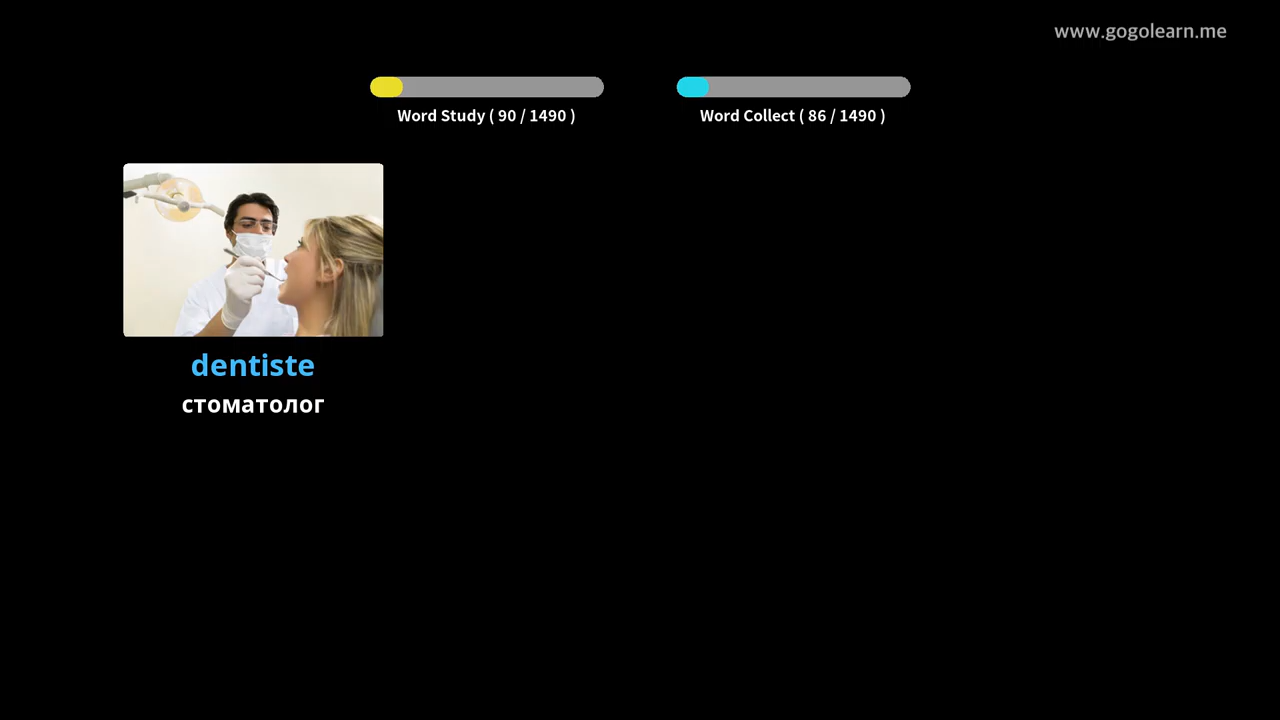 www.gogolearn.me
Word Study ( 90 / 1490 )
Word Collect ( 86 / 1490 )
dentiste
стоматолог